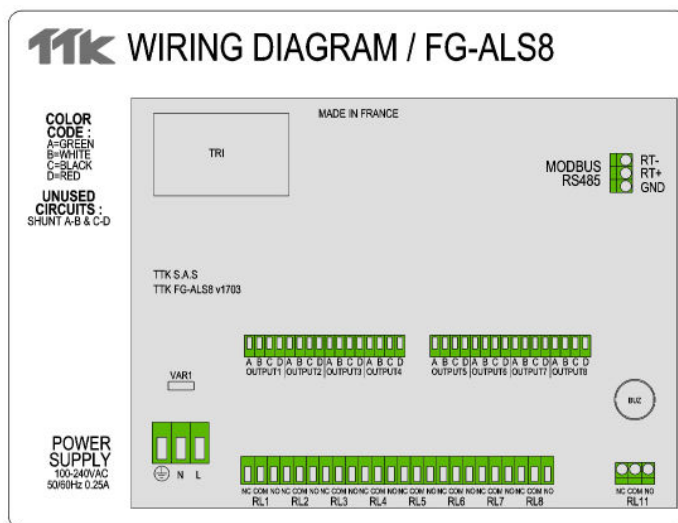 TTK WIRING DIAGRAM / FG-ALS8
COLOR
CODE :
A=GREEN
B=WHITE
C=BLACK
D=RED
UNUSED
CIRCUITS :
SHUNT A-B & C-D
MADE IN FRANCE
TRI
MODBUS
RS485
RT-
RT+
GND
TTK S.A.S
TTK FG-ALS8 v1703
VAR1
A B C D A B C D A B C D A B C D
OUTPUT1 OUTPUT2 OUTPUT3 OUTPUT4
A B C D A B C D A B C D A B C D
OUTPUT5 OUTPUT6 OUTPUT7 OUTPUT8
BUZ
POWER
SUPPLY
100-240VAC
50/60Hz 0.25A
N L
NC COM NO NC COM NO NC COM NO NC COM NO NC COM NO NC COM NO NC COM NO NC COM NO
RL1 RL2 RL3 RL4 RL5 RL6 RL7 RL8
NC COM NO
RL11